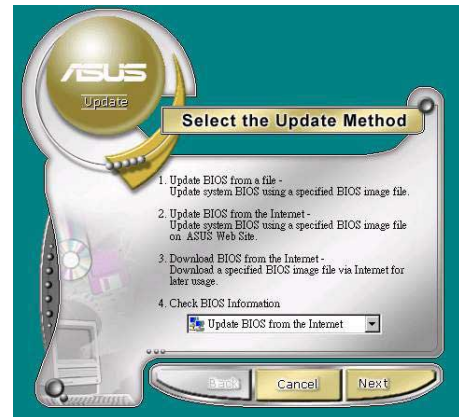 ASUS
Update
Select the Update Method
1. Update BIOS from a file -
Update system BIOS using a specified BIOS image file.
2. Update BIOS from the Internet -
Update system BIOS using a specified BIOS image file
on ASUS Web Site.
3. Download BIOS from the Internet -
Download a specified BIOS image file via Internet for
later usage.
4. Check BIOS Information
Update BIOS from the Internet
Back
Cancel
Next